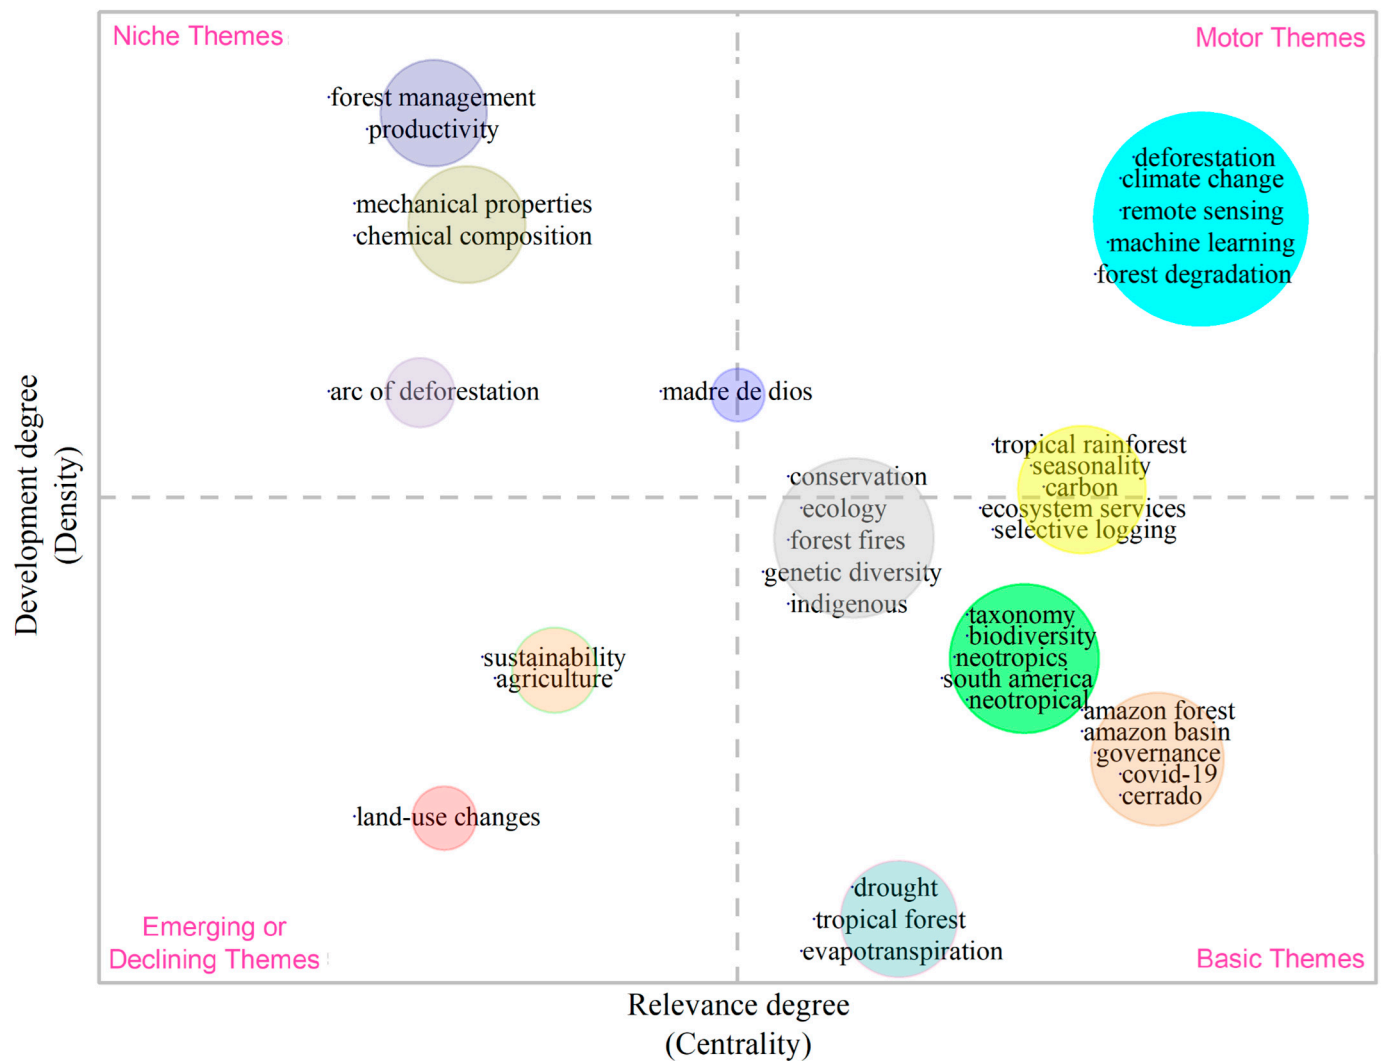 Niche Themes
Motor Themes
forest management
productivity
mechanical properties
chemical composition
arc of deforestation
madre de dios
deforestation
climate change
remote sensing
machine learning
forest degradation
tropical rainforest
seasonality
carbon
ecosystem services
selective logging
conservation
ecology
forest fires
genetic diversity
indigenous
taxonomy
biodiversity
neotropics
south america
neotropical
amazon forest
amazon basin
governance
covid-19
cerrado
sustainability
agriculture
land-use changes
drought
tropical forest
evapotranspiration
Emerging or
Declining Themes
Basic Themes
Development degree
(Density)
Relevance degree
(Centrality)